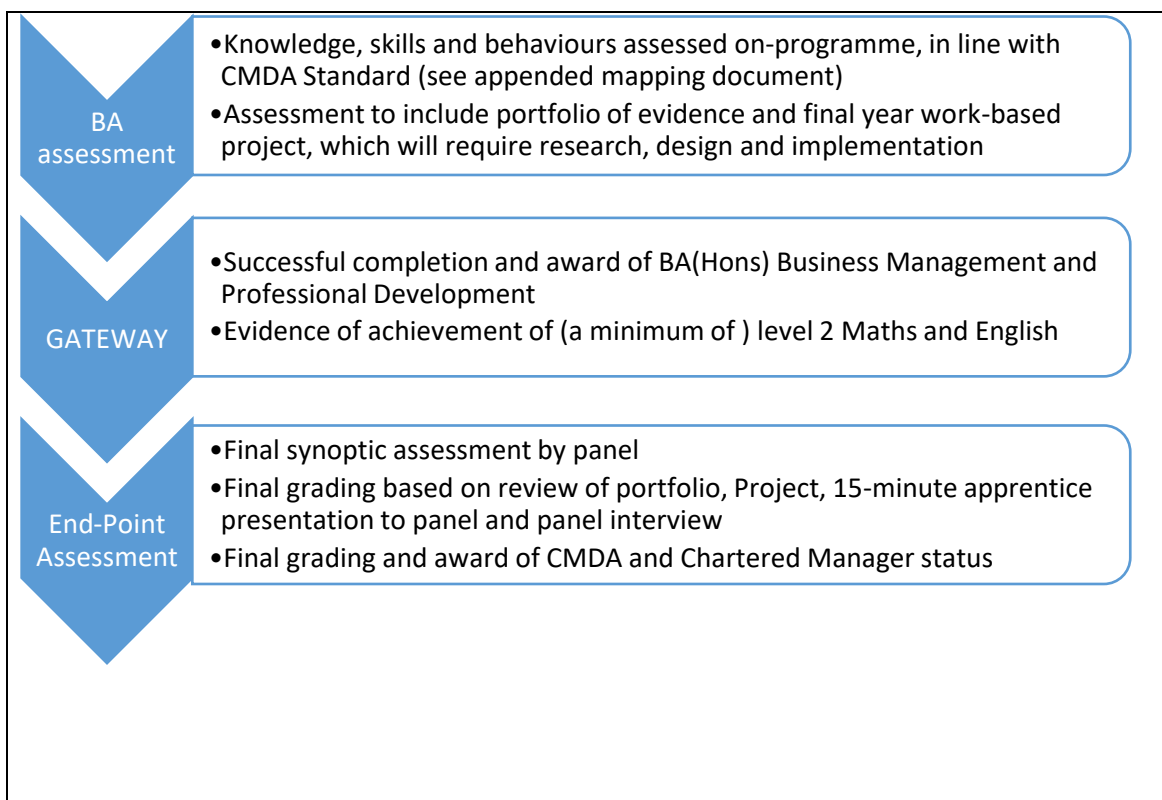 BA
assessment
•Knowledge, skills and behaviours assessed on-programme, in line with
CMDA Standard (see appended mapping document)
•Assessment to include portfolio of evidence and final year work-based
project, which will require research, design and implementation
GATEWAY
•Successful completion and award of BA(Hons) Business Management and
Professional Development
•Evidence of achievement of (a minimum of ) level 2 Maths and English
End-Point
Assessment
•Final synoptic assessment by panel
•Final grading based on review of portfolio, Project, 15-minute apprentice
presentation to panel and panel interview
•Final grading and award of CMDA and Chartered Manager status